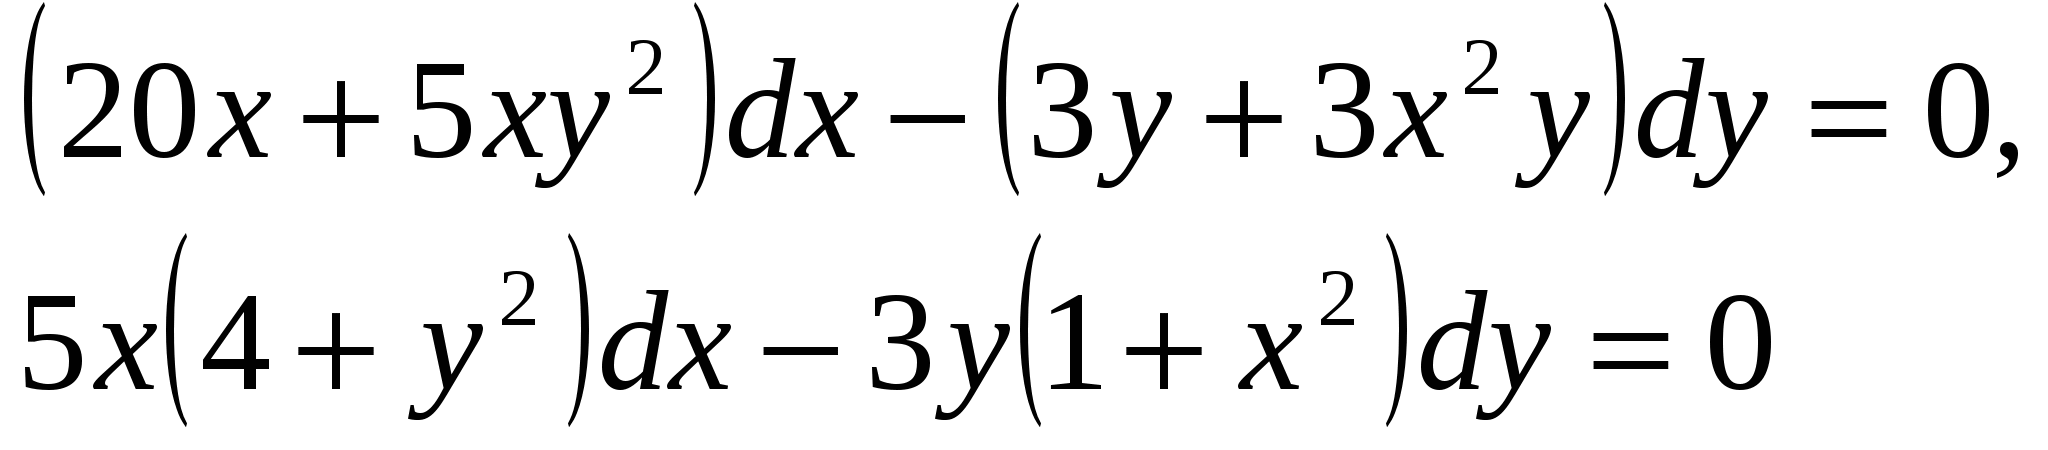 (20x + 5xy²)dx − (3y + 3x²y)dy = 0,
5x(4 + y²)dx − 3y(1 + x²)dy = 0